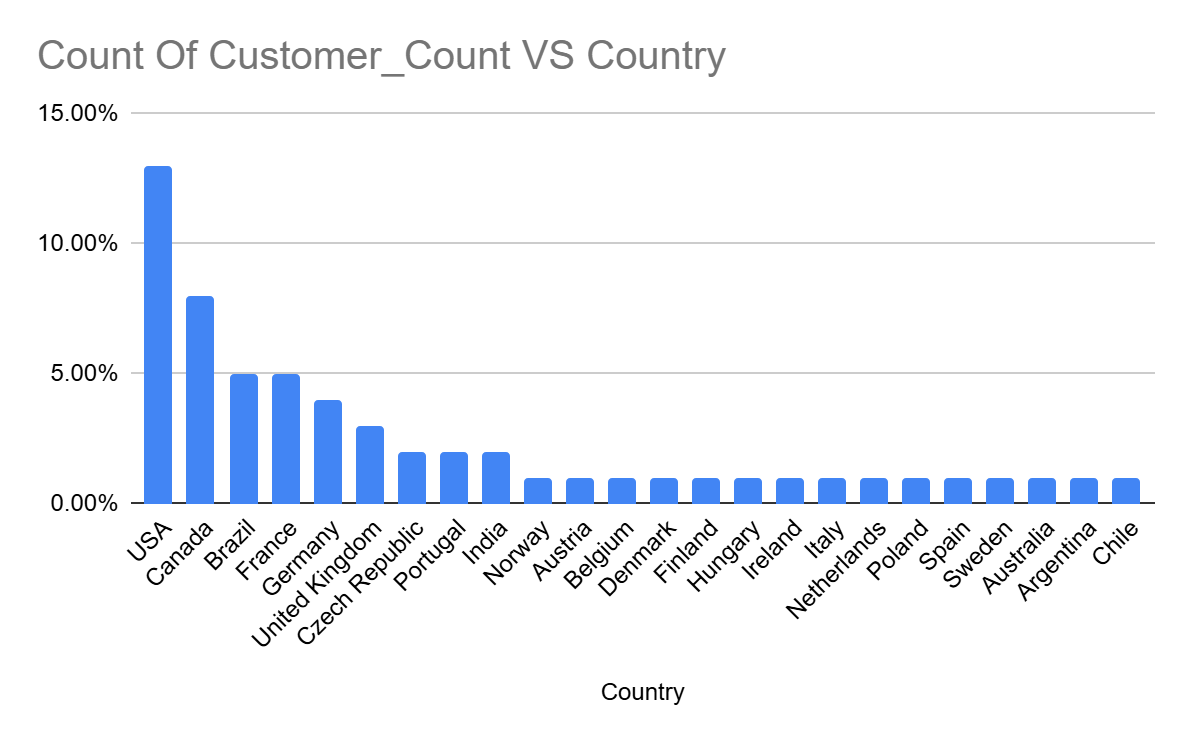 Count Of Customer_Count VS Country
15.00%
10.00%
5.00%
0.00%
USA
Canada
Brazil
France
Germany
United Kingdom
Czech Republic
Portugal
India
Norway
Austria
Belgium
Denmark
Finland
Hungary
Ireland
Italy
Netherlands
Poland
Spain
Sweden
Australia
Argentina
Chile
Country